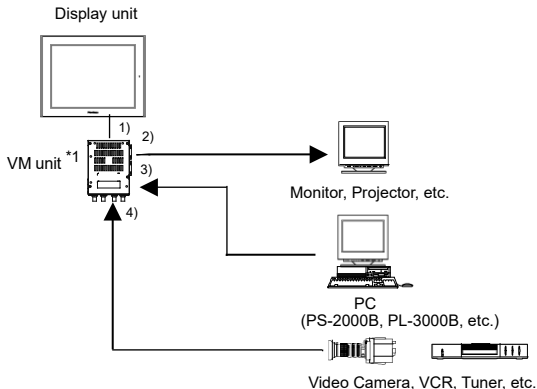 Display unit
1)
2)
VM unit *1
3)
Monitor, Projector, etc.
4)
PC
(PS-2000B, PL-3000B, etc.)
Video Camera, VCR, Tuner, etc.